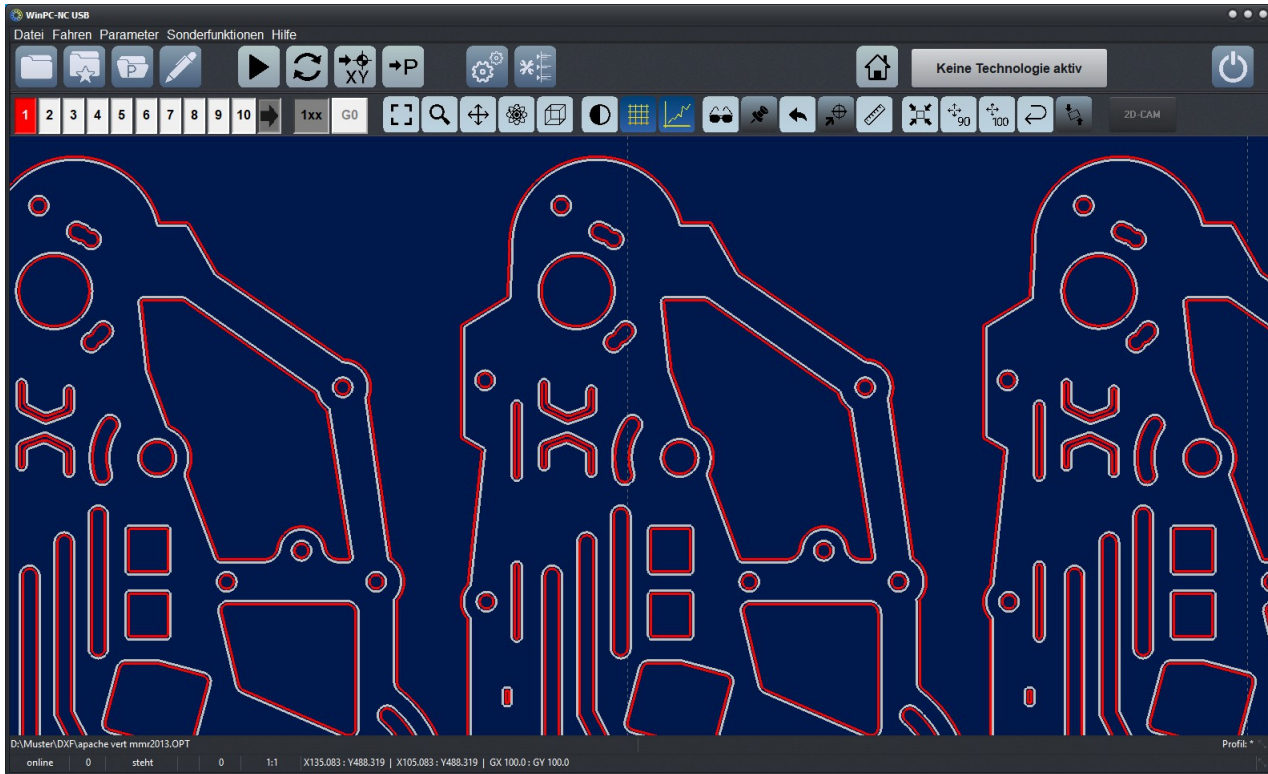 WinPC-NC USB
Datei Fahren Parameter Sonderfunktionen Hilfe
P XY P Keine Technologie aktiv
1 2 3 4 5 6 7 8 9 10 1xx G0 90 100 2D-CAM
D:\Muster\DXF\apache vert mmr2013.OPT Profil: *
online 0 steht 0 1:1 X135.083 : Y488.319 | X105.083 : Y488.319 | GX 100.0 : GY 100.0